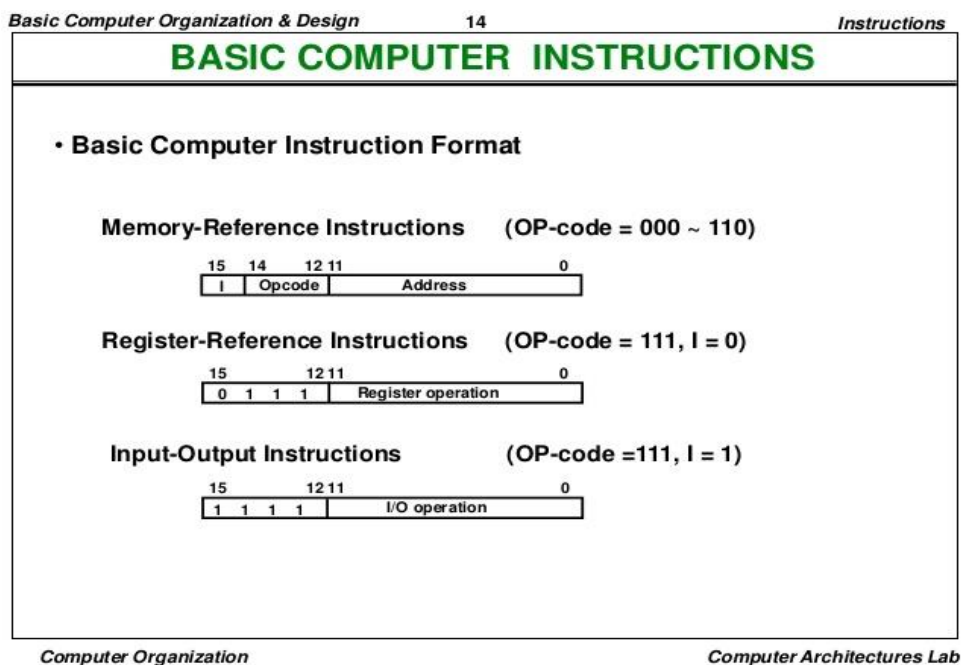 Basic Computer Organization & Design 14 Instructions
BASIC COMPUTER INSTRUCTIONS
• Basic Computer Instruction Format
Memory-Reference Instructions (OP-code = 000 ~ 110)
15 14 12 11 0
I Opcode Address
Register-Reference Instructions (OP-code = 111, I = 0)
15 12 11 0
0 1 1 1 Register operation
Input-Output Instructions (OP-code =111, I = 1)
15 12 11 0
1 1 1 1 I/O operation
Computer Organization Computer Architectures Lab